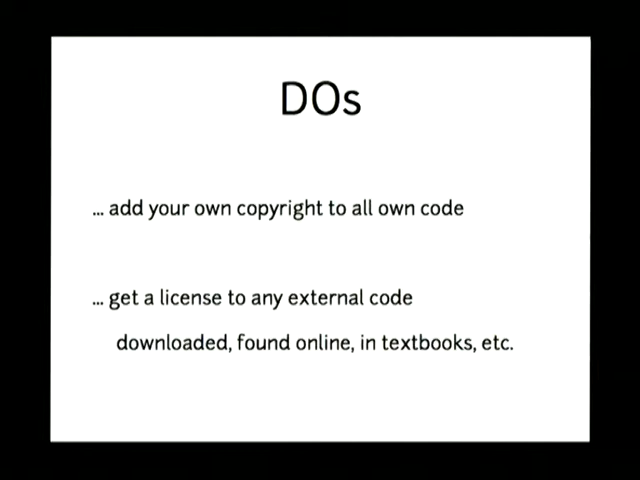 DOs
... add your own copyright to all own code
... get a license to any external code
downloaded, found online, in textbooks, etc.